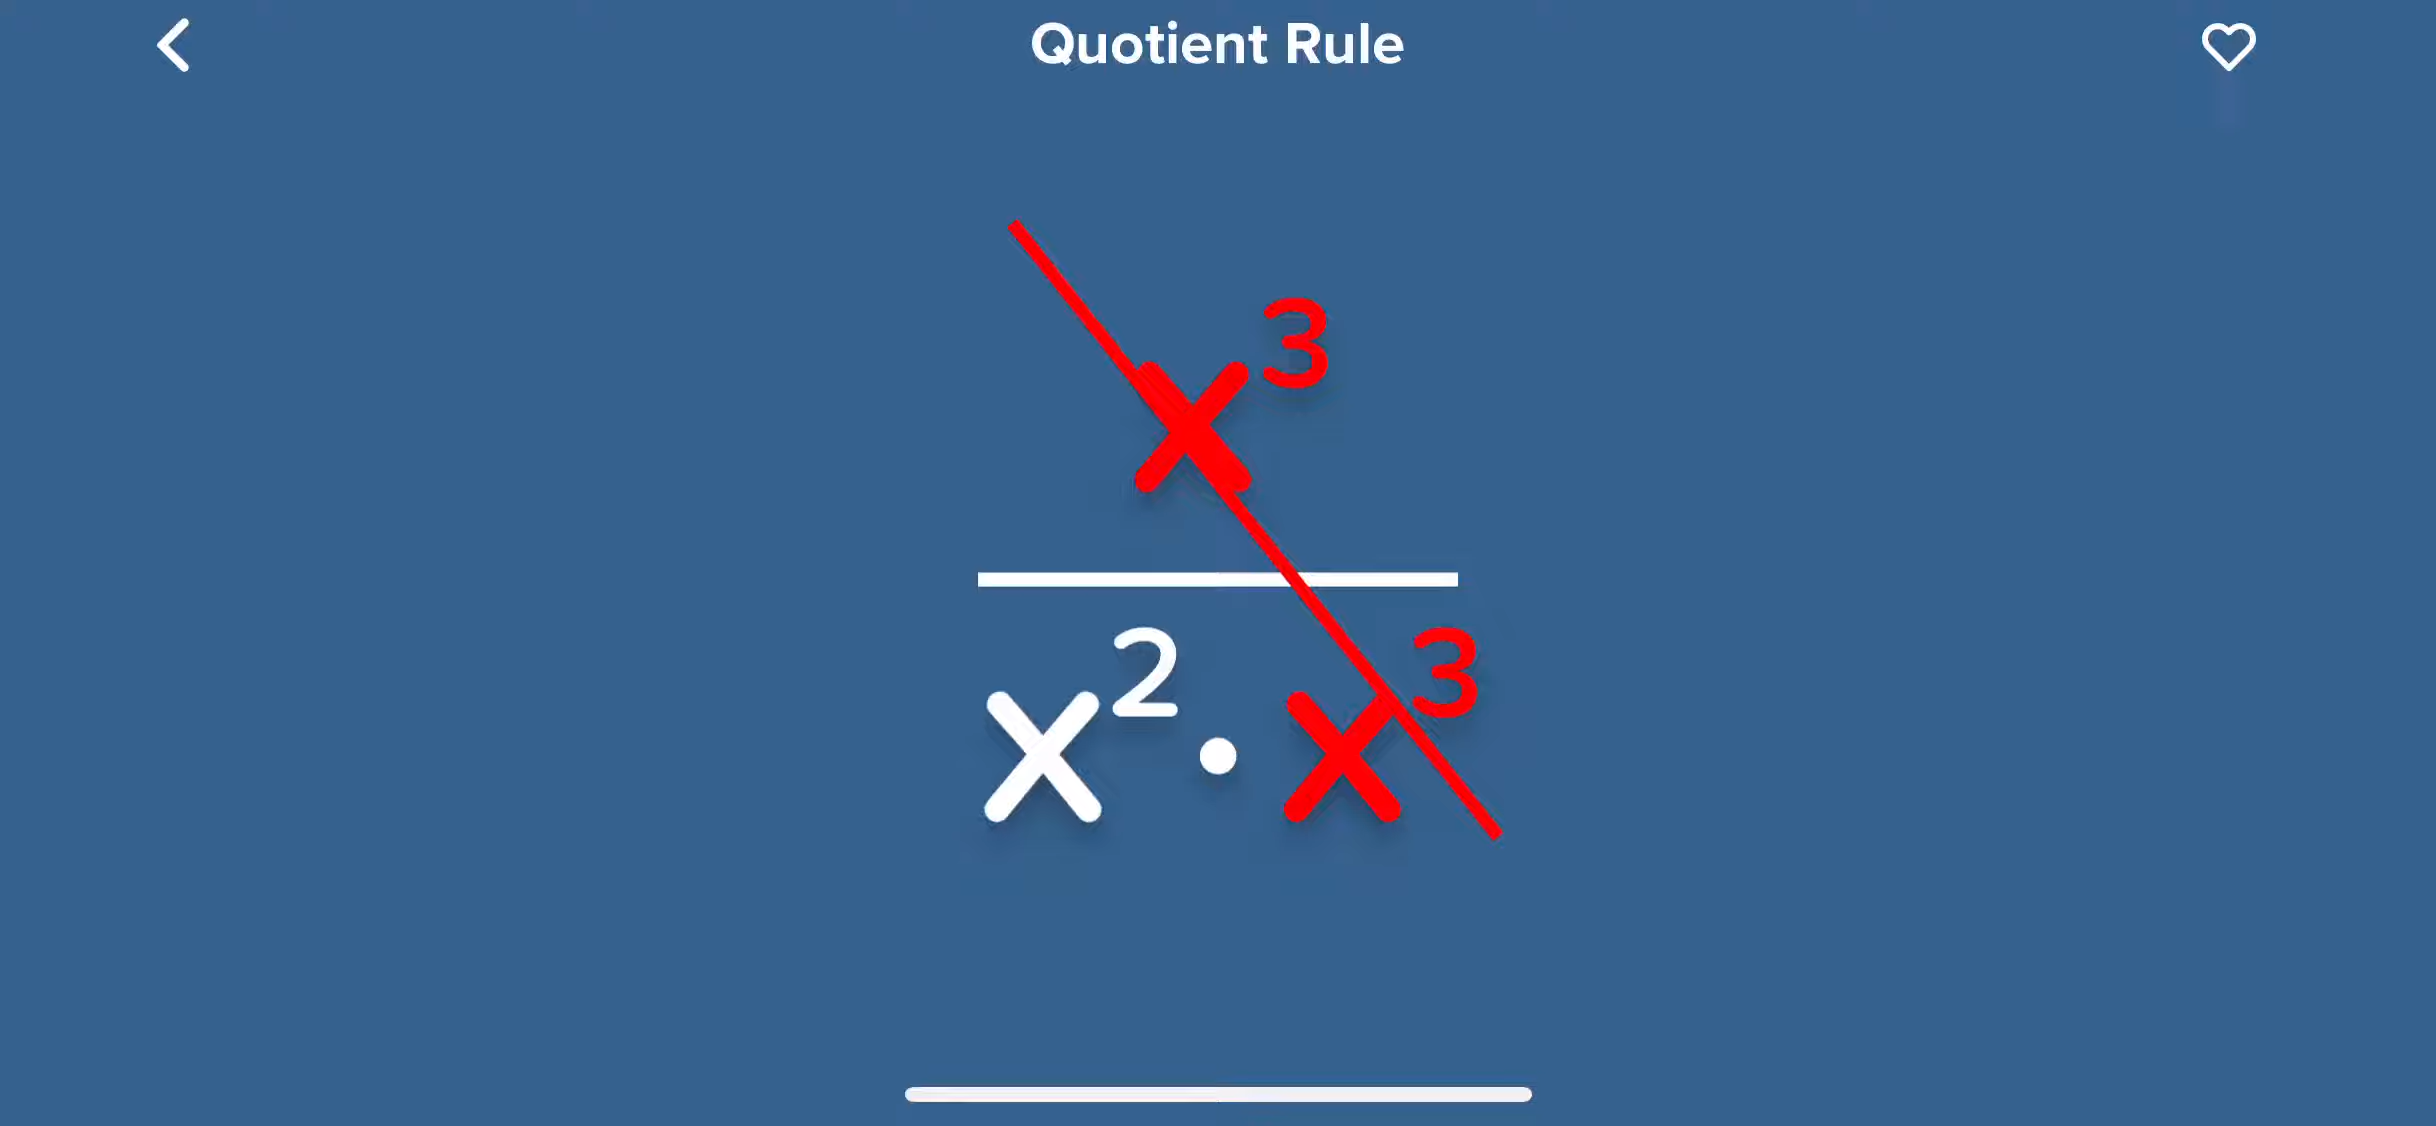 Quotient Rule
x³
x² · x³